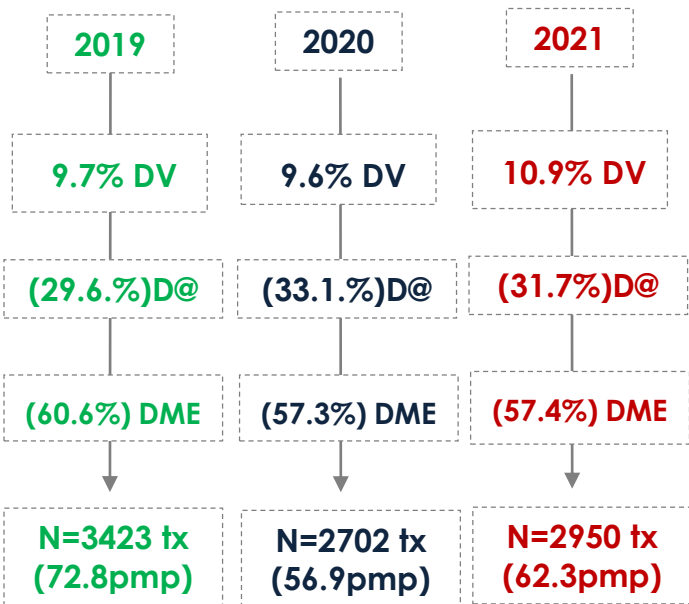 2019
9.7% DV
(29.6.%)D@
(60.6%) DME
N=3423 tx
(72.8pmp)
2020
9.6% DV
(33.1.%)D@
(57.3%) DME
N=2702 tx
(56.9pmp)
2021
10.9% DV
(31.7%)D@
(57.4%) DME
N=2950 tx
(62.3pmp)